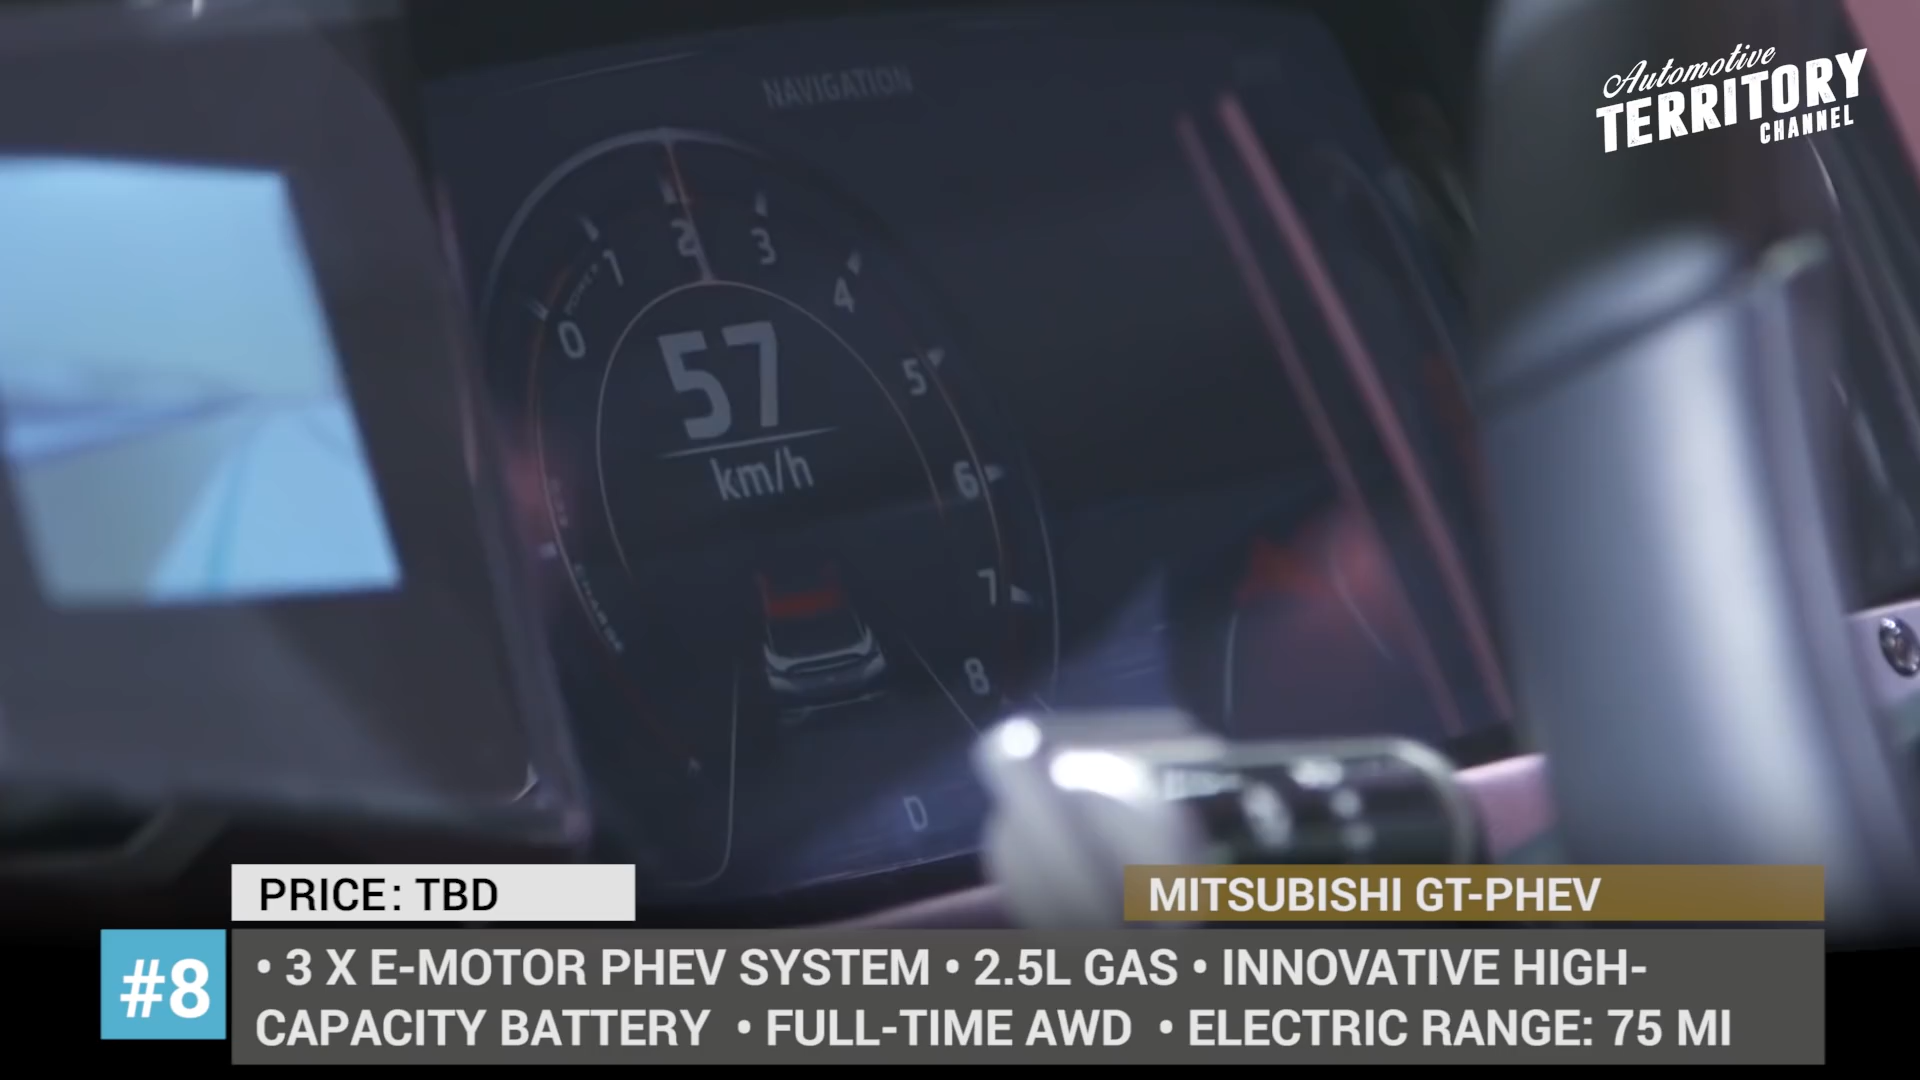 Automotive
TERRITORY
CHANNEL
NAVIGATION
0
1
2
3
4
5
6
7
8
57
km/h
D
PRICE: TBD
MITSUBISHI GT-PHEV
#8
• 3 X E-MOTOR PHEV SYSTEM • 2.5L GAS • INNOVATIVE HIGH-
CAPACITY BATTERY • FULL-TIME AWD • ELECTRIC RANGE: 75 MI